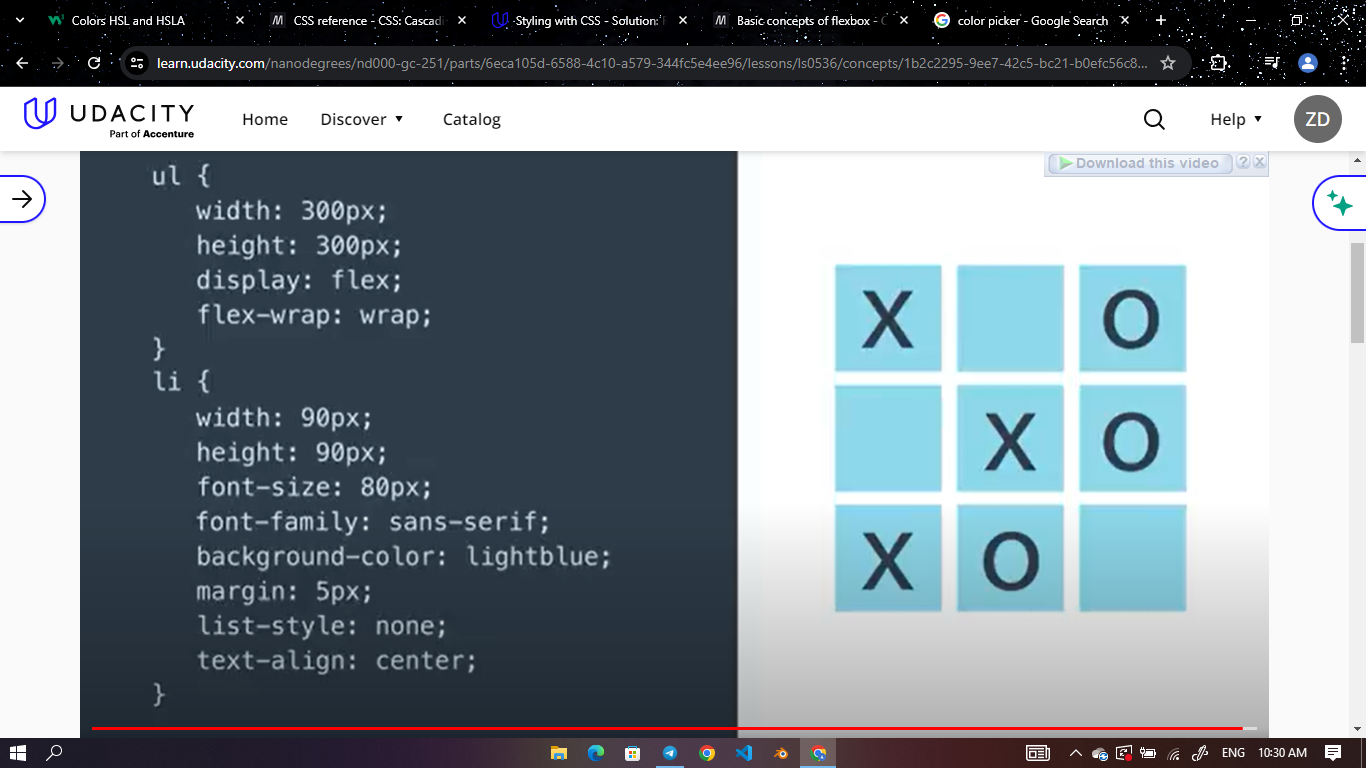 Colors HSL and HSLA
CSS reference - CSS: Cascadi
Styling with CSS - Solution: F
Basic concepts of flexbox - C
color picker - Google Search
learn.udacity.com/nanodegrees/nd000-gc-251/parts/6eca105d-6588-4c10-a579-344fc5e4ee96/lessons/ls0536/concepts/1b2c2295-9ee7-42c5-bc21-b0efc56c8...
UDACITY
Part of Accenture
Home
Discover
Catalog
Help
ZD
Download this video
ul {
width: 300px;
height: 300px;
display: flex;
flex-wrap: wrap;
}
li {
width: 90px;
height: 90px;
font-size: 80px;
font-family: sans-serif;
background-color: lightblue;
margin: 5px;
list-style: none;
text-align: center;
}
X O
X O
X O
ENG
10:30 AM